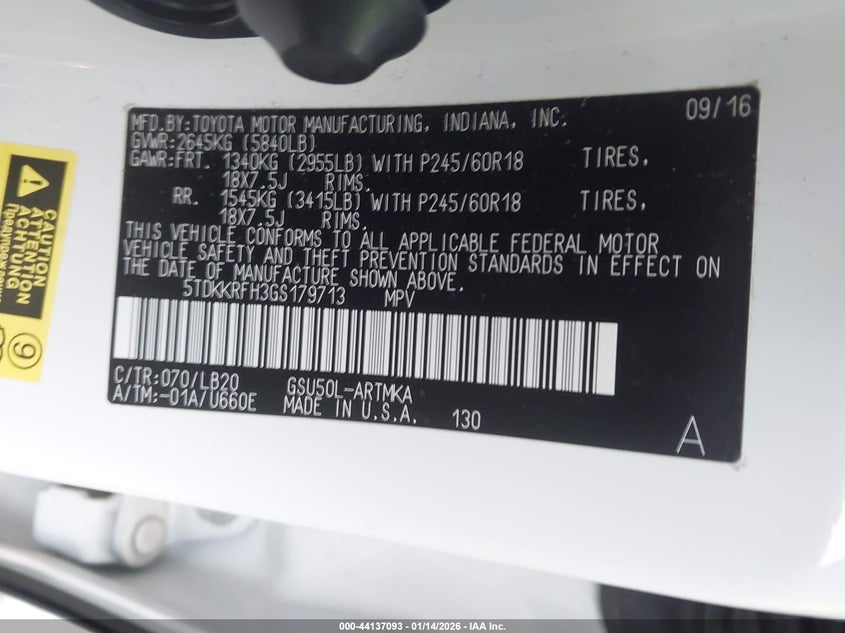 MFD.BY:TOYOTA MOTOR MANUFACTURING, INDIANA, INC. 09/16
GVWR:2645KG (5840LB)
GAWR:FRT. 1340KG (2955LB) WITH P245/60R18 TIRES,
18X7.5J RIMS.
RR. 1545KG (3415LB) WITH P245/60R18 TIRES,
18X7.5J RIMS.
THIS VEHICLE CONFORMS TO ALL APPLICABLE FEDERAL MOTOR
VEHICLE SAFETY AND THEFT PREVENTION STANDARDS IN EFFECT ON
THE DATE OF MANUFACTURE SHOWN ABOVE.
5TDKKRFH3GS179713 MPV
C/TR:070/LB20 GSU50L-ARTMKA
A/TM:-01A/U660E MADE IN U.S.A. 130
A
CAUTION
ATTENTION
ACHTUNG
9
000-44137093 - 01/14/2026 - IAA Inc.